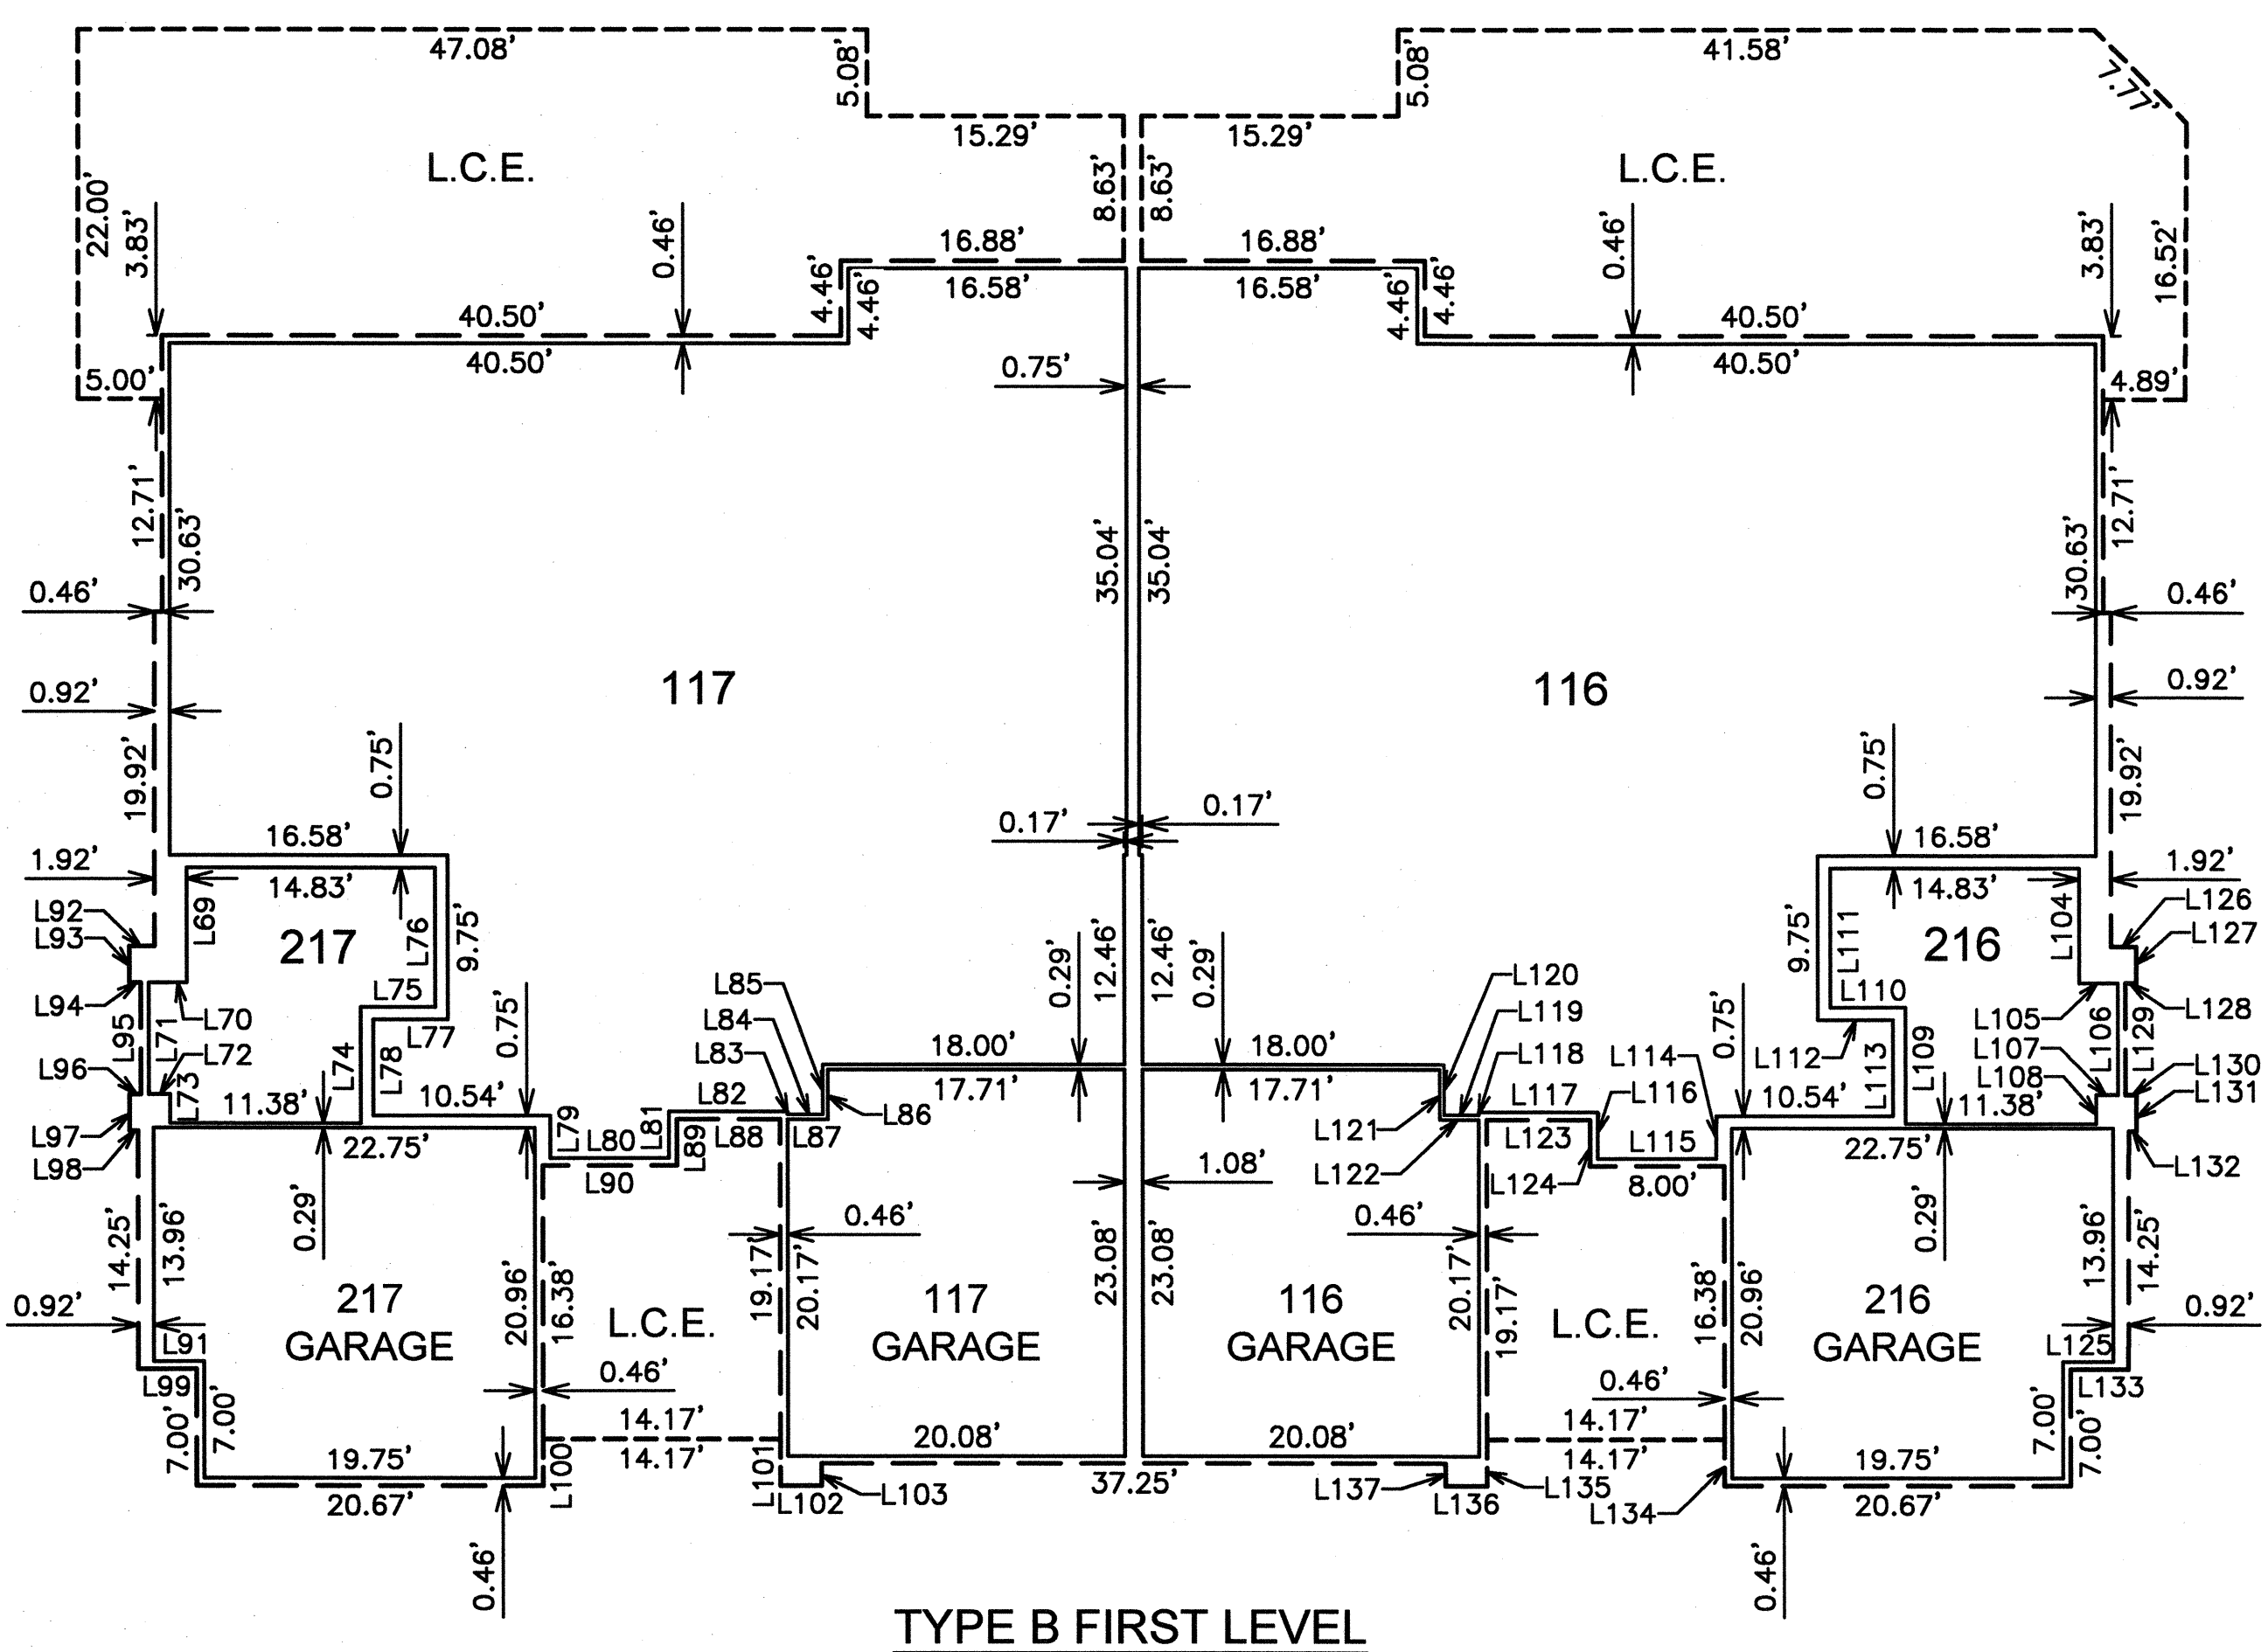 47.08' 41.58'
5.08' 5.08' 7.77'
15.29' 15.29'
L.C.E. L.C.E.
22.00' 3.83' 0.46' 8.63' 8.63' 0.46' 3.83' 16.52'
16.88' 16.88'
16.58' 16.58'
4.46' 4.46' 4.46' 4.46'
40.50' 40.50'
40.50' 40.50'
5.00' 0.75' 4.89'
12.71' 12.71'
30.63' 35.04' 35.04' 30.63'
0.46' 0.46'
117 116
0.92' 0.92'
19.92' 0.75' 0.75' 19.92'
0.17' 0.17'
16.58' 16.58'
1.92' 1.92'
14.83' 14.83'
L92 L69 L104 L126
L93 217 L76 9.75' 9.75' L111 216 L127
0.29' 12.46' 12.46' 0.29'
L85 L120
L94 L75 L110 L128
L70 L77 L84 L119 L112 L105
L95 L71 L106 L129
L96 L72 L83 L118 L114 L107 L130
L73 L74 L78 0.75' 0.75' L113 L109 L108 L131
18.00' 18.00'
17.71' 17.71'
11.38' 10.54' L82 L117 10.54' 11.38'
L86 L121 L116
L97 L79 L80 L81 L89 L88 L87 L123 L115
L98 22.75' L122 22.75' L132
L90 L124 8.00'
1.08'
0.29' 0.46' 0.46' 0.29'
14.25' 13.96' 19.17' 20.17' 23.08' 23.08' 20.17' 19.17' 13.96' 14.25'
20.96' 16.38' 16.38' 20.96'
217 117 116 216
GARAGE GARAGE GARAGE GARAGE
L.C.E. L.C.E.
0.92' 0.92'
L91 L125
L99 0.46' 0.46' L133
7.00' 7.00' 7.00' 7.00'
14.17' 14.17'
14.17' 14.17'
20.08' 20.08'
19.75' 19.75'
L100 L101 L103 37.25' L137 L135
L102 L136 L134
20.67' 20.67'
0.46' 0.46'
TYPE B FIRST LEVEL